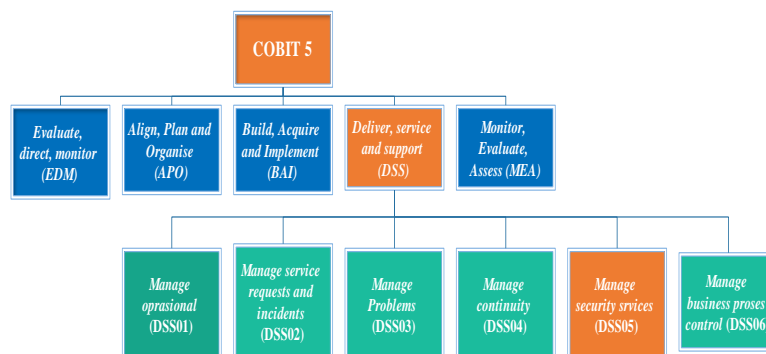 COBIT 5
Evaluate,
direct, monitor
(EDM)
Align, Plan and
Organise
(APO)
Build, Acquire
and Implement
(BAI)
Deliver, service
and support
(DSS)
Monitor,
Evaluate,
Assess (MEA)
Manage
oprasional
(DSS01)
Manage service
requests and
incidents
(DSS02)
Manage
Problems
(DSS03)
Manage
continuity
(DSS04)
Manage
security srvices
(DSS05)
Manage
business proses
control (DSS06